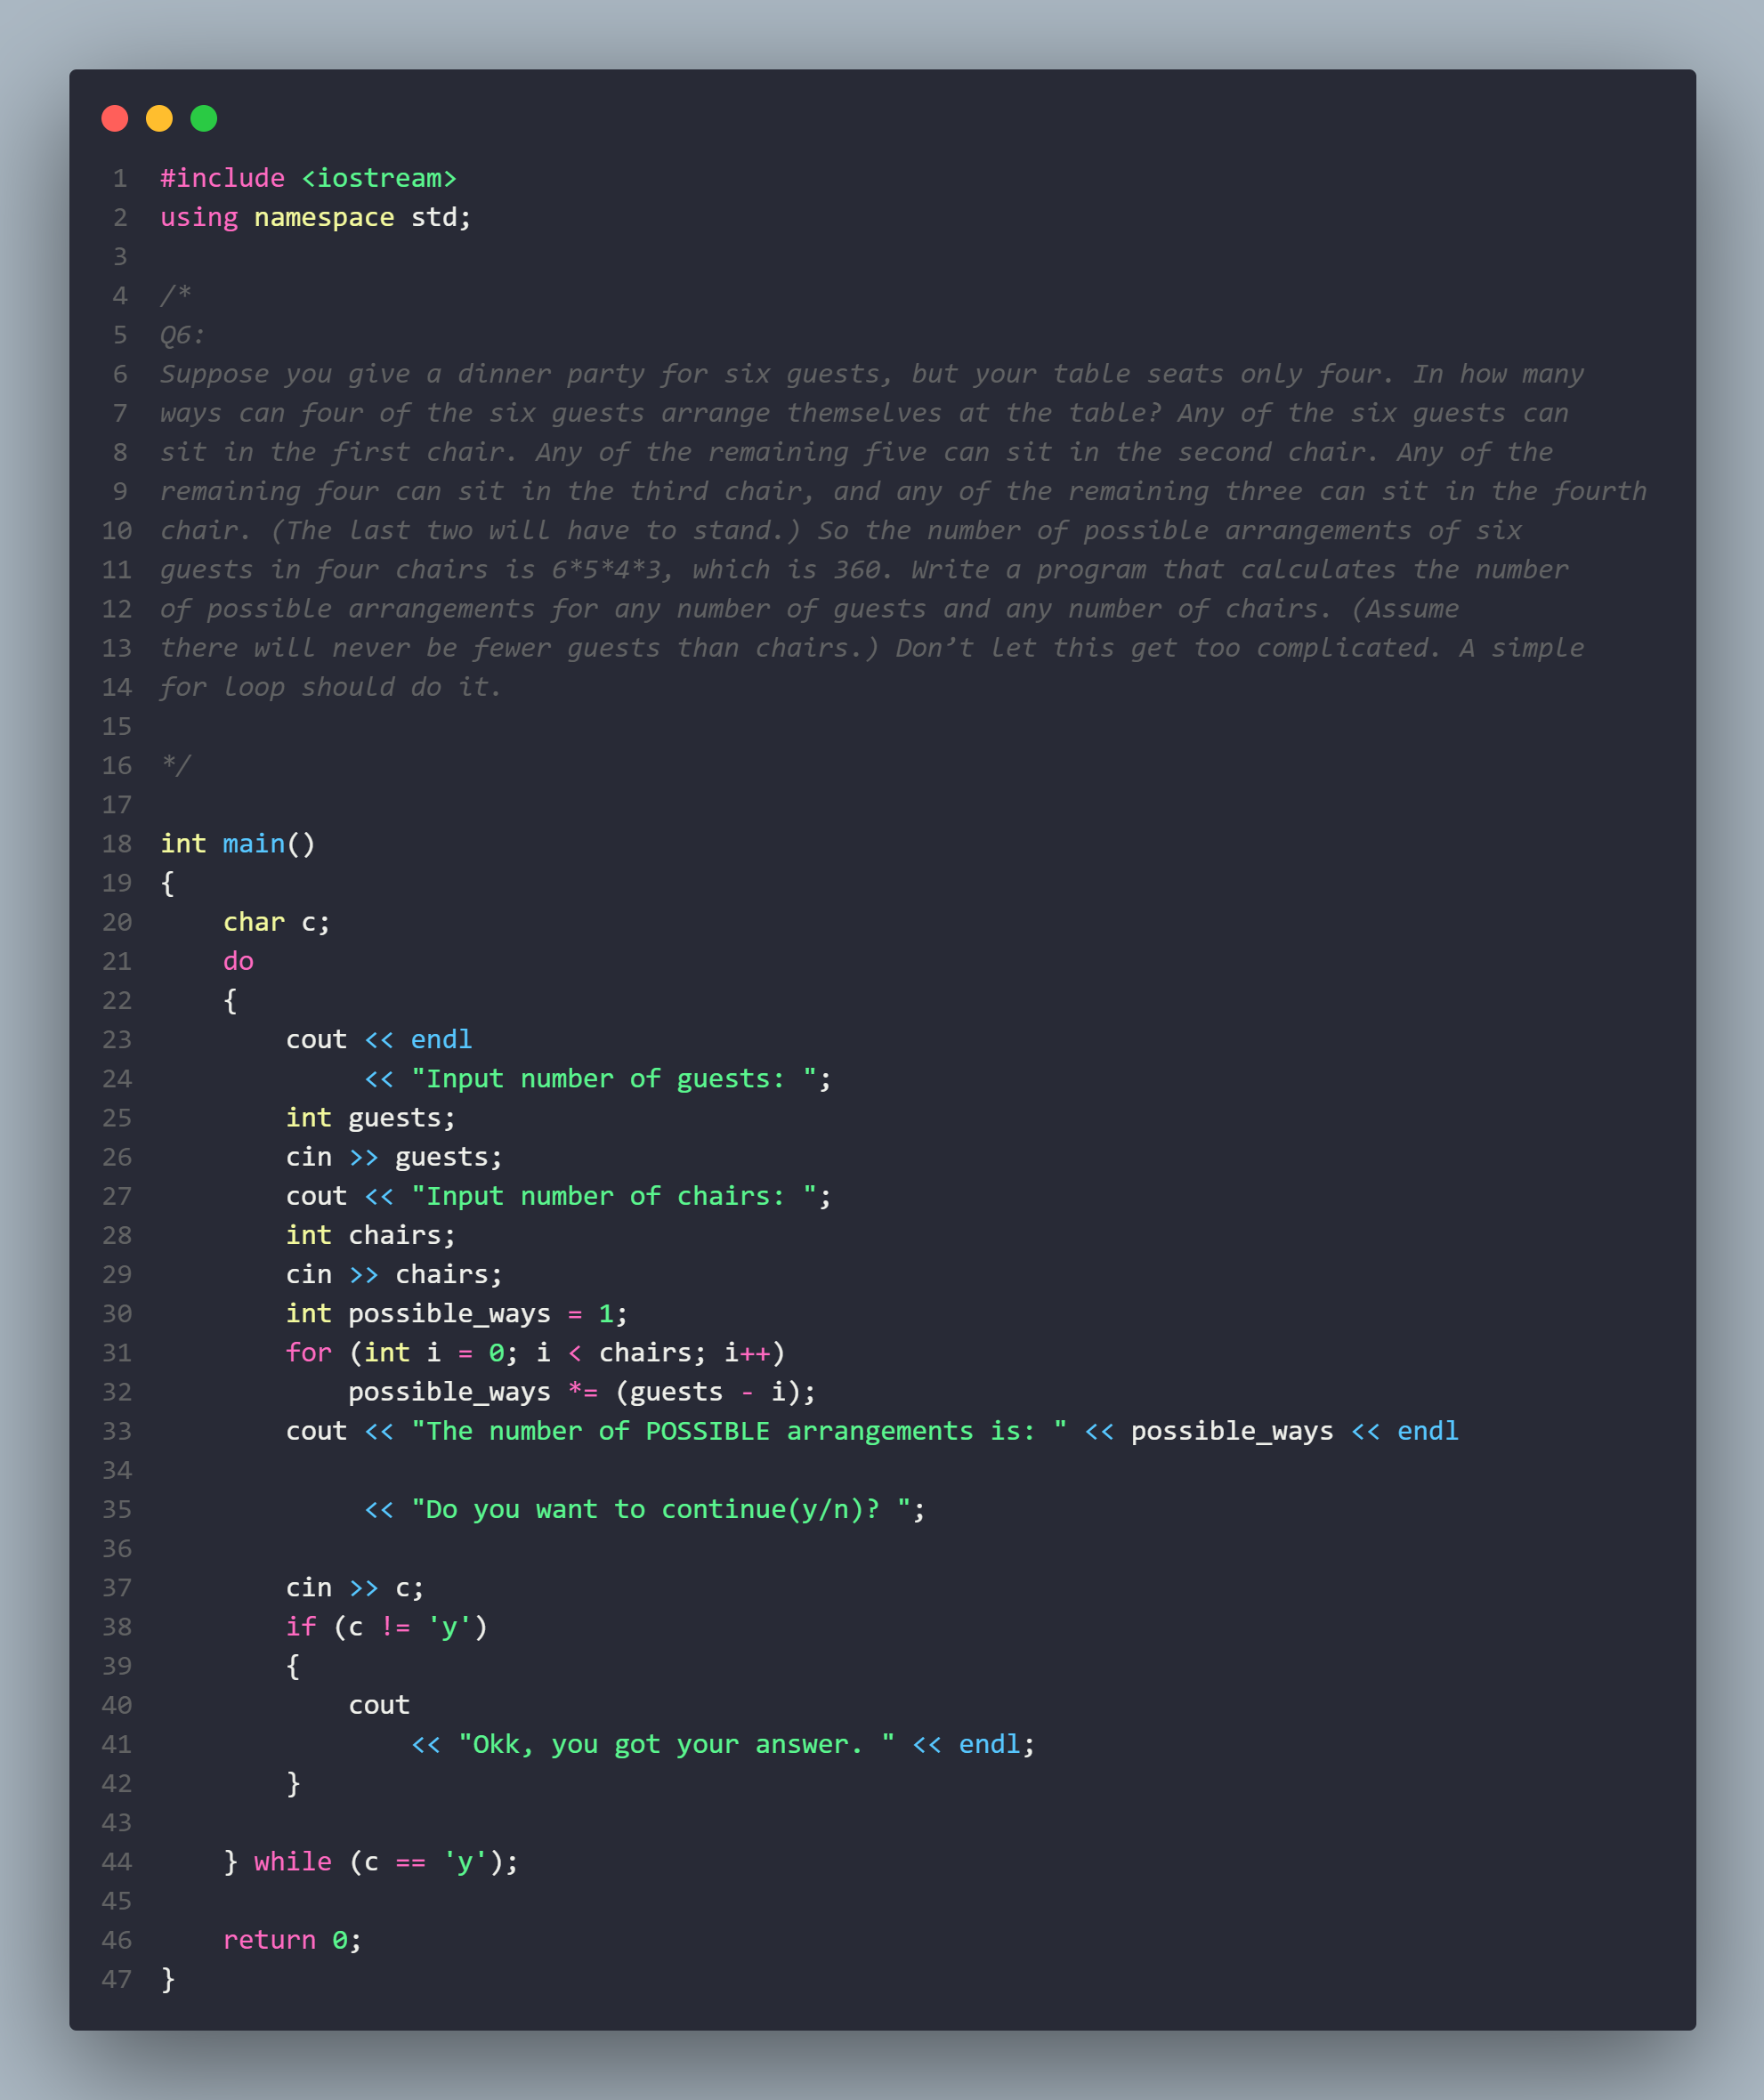 1 #include <iostream>
2 using namespace std;
3
4 /*
5 Q6:
6 Suppose you give a dinner party for six guests, but your table seats only four. In how many
7 ways can four of the six guests arrange themselves at the table? Any of the six guests can
8 sit in the first chair. Any of the remaining five can sit in the second chair. Any of the
9 remaining four can sit in the third chair, and any of the remaining three can sit in the fourth
10 chair. (The last two will have to stand.) So the number of possible arrangements of six
11 guests in four chairs is 6*5*4*3, which is 360. Write a program that calculates the number
12 of possible arrangements for any number of guests and any number of chairs. (Assume
13 there will never be fewer guests than chairs.) Don’t let this get too complicated. A simple
14 for loop should do it.
15
16 */
17
18 int main()
19 {
20     char c;
21     do
22     {
23         cout << endl
24              << "Input number of guests: ";
25         int guests;
26         cin >> guests;
27         cout << "Input number of chairs: ";
28         int chairs;
29         cin >> chairs;
30         int possible_ways = 1;
31         for (int i = 0; i < chairs; i++)
32             possible_ways *= (guests - i);
33         cout << "The number of POSSIBLE arrangements is: " << possible_ways << endl
34
35              << "Do you want to continue(y/n)? ";
36
37         cin >> c;
38         if (c != 'y')
39         {
40             cout
41                 << "Okk, you got your answer. " << endl;
42         }
43
44     } while (c == 'y');
45
46     return 0;
47 }